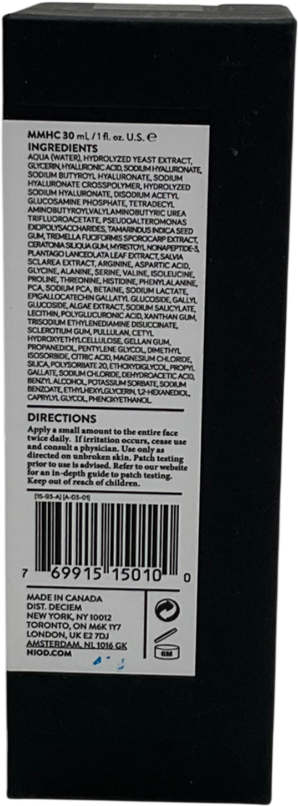 MMHC 30 mL / 1 fl. oz. U.S. ℮
INGREDIENTS
AQUA (WATER), HYDROLYZED YEAST EXTRACT,
GLYCERIN, HYALURONIC ACID, SODIUM HYALURONATE,
SODIUM BUTYROYL HYALURONATE, SODIUM
HYALURONATE CROSSPOLYMER, HYDROLYZED
SODIUM HYALURONATE, DISODIUM ACETYL
GLUCOSAMINE PHOSPHATE, TETRADECYL
AMINOBUTYROYLVALYLAMINOBUTYRIC UREA
TRIFLUOROACETATE, PSEUDOALTEROMONAS
EXOPOLYSACCHARIDES, TAMARINDUS INDICA SEED
GUM, TREMELLA FUCIFORMIS SPOROCARP EXTRACT,
CERATONIA SILIQUA GUM, MYRISTOYL NONAPEPTIDE-3,
PLANTAGO LANCEOLATA LEAF EXTRACT, SALVIA
SCLAREA EXTRACT, ARGININE, ASPARTIC ACID,
GLYCINE, ALANINE, SERINE, VALINE, ISOLEUCINE,
PROLINE, THREONINE, HISTIDINE, PHENYLALANINE,
PCA, SODIUM PCA, BETAINE, SODIUM LACTATE,
EPIGALLOCATECHIN GALLATYL GLUCOSIDE, GALLYL
GLUCOSIDE, ALGAE EXTRACT, SODIUM SALICYLATE,
LECITHIN, POLYGLUCURONIC ACID, XANTHAN GUM,
TRISODIUM ETHYLENEDIAMINE DISUCCINATE,
SCLEROTIUM GUM, PULLULAN, CETYL
HYDROXYETHYLCELLULOSE, GELLAN GUM,
PROPANEDIOL, PENTYLENE GLYCOL, DIMETHYL
ISOSORBIDE, CITRIC ACID, MAGNESIUM CHLORIDE,
SILICA, POLYSORBATE 20, ETHOXYDIGLYCOL, PROPYL
GALLATE, SODIUM CHLORIDE, DEHYDROACETIC ACID,
BENZYL ALCOHOL, POTASSIUM SORBATE, SODIUM
BENZOATE, ETHYLHEXYLGLYCERIN, 1,2-HEXANEDIOL,
CAPRYLYL GLYCOL, PHENOXYETHANOL.
DIRECTIONS
Apply a small amount to the entire face
twice daily. If irritation occurs, cease use
and consult a physician. Use only as
directed on unbroken skin. Patch testing
prior to use is advised. Refer to our website
for an in-depth guide to patch testing.
Keep out of reach of children.
[15-93-A] [A-03-01]
7 69915 15010 0
MADE IN CANADA
DIST. DECIEM
NEW YORK, NY 10012
TORONTO, ON M6K 1Y7
LONDON, UK E2 7DJ
AMSTERDAM, NL 1016 GK
NIOD.COM
6M